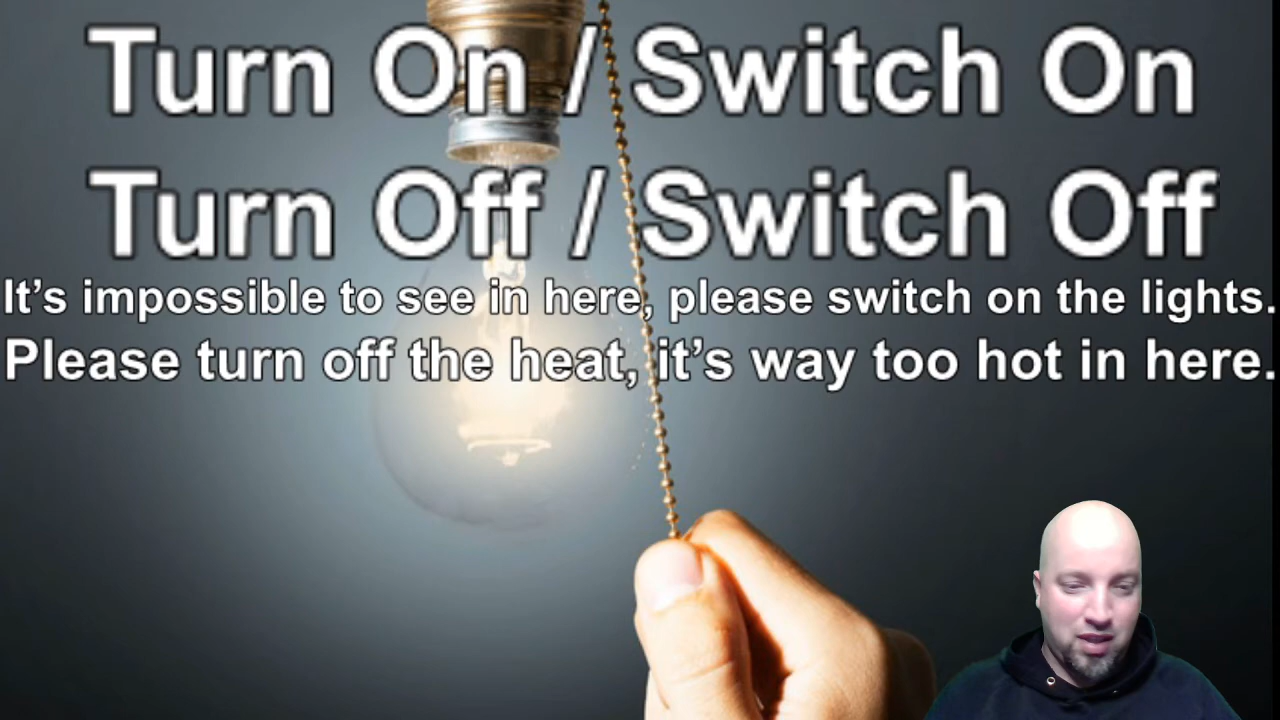 Turn On / Switch On
Turn Off / Switch Off
It’s impossible to see in here, please switch on the lights.
Please turn off the heat, it’s way too hot in here.